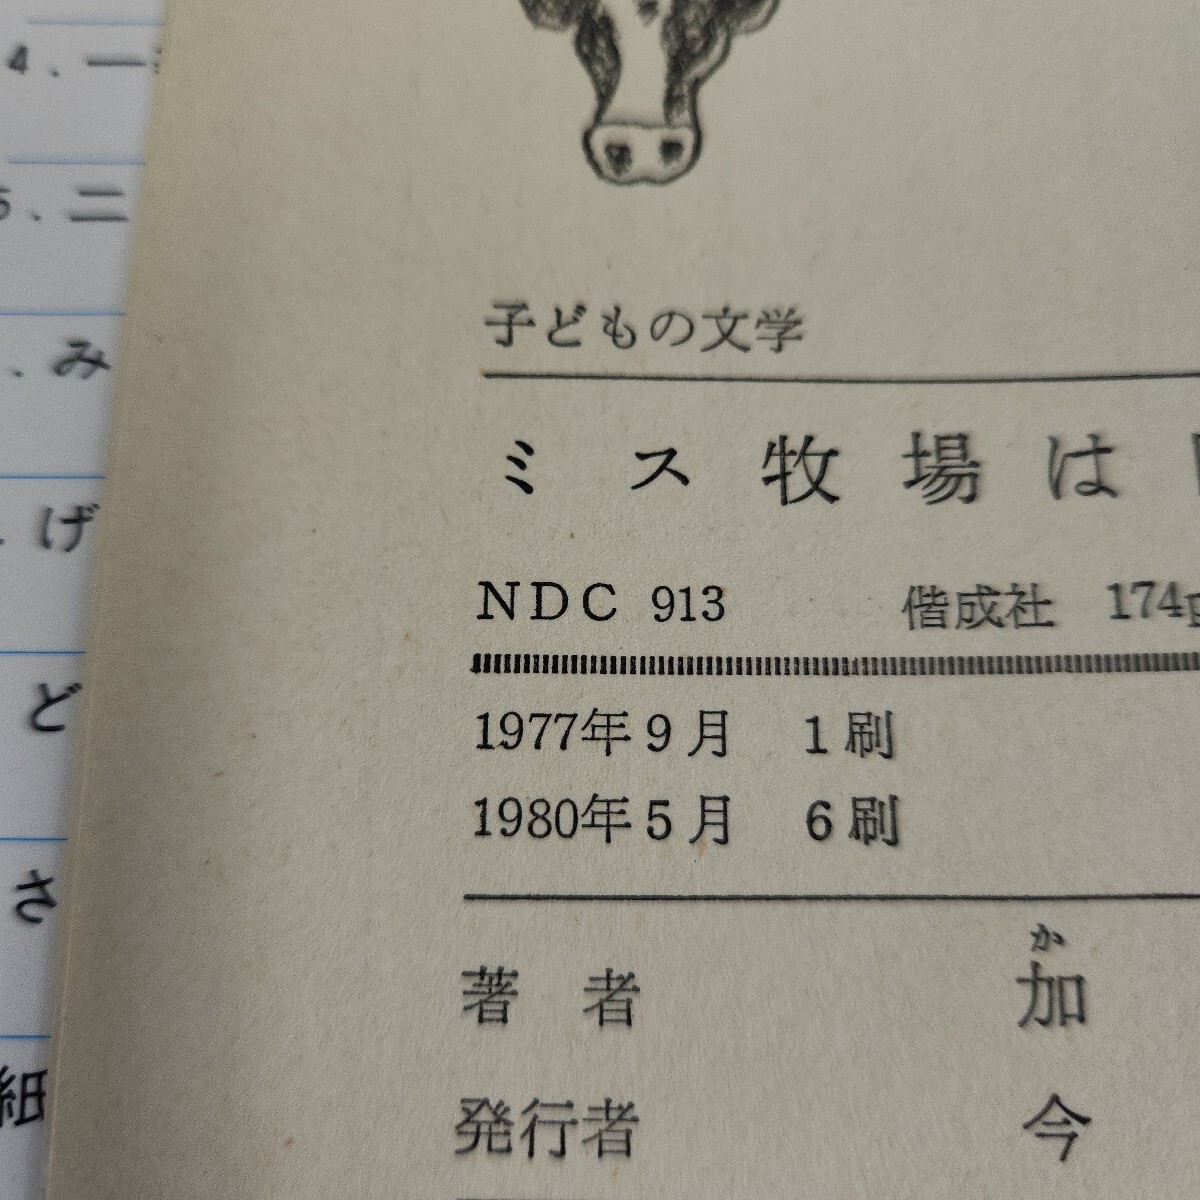 4．一
5．二
．み
．げ
ど
さ
紙
子どもの文学
ミス牧場は
NDC 913 偕成社 174
1977年9月 1刷
1980年5月 6刷
か
著者 加
発行者 今